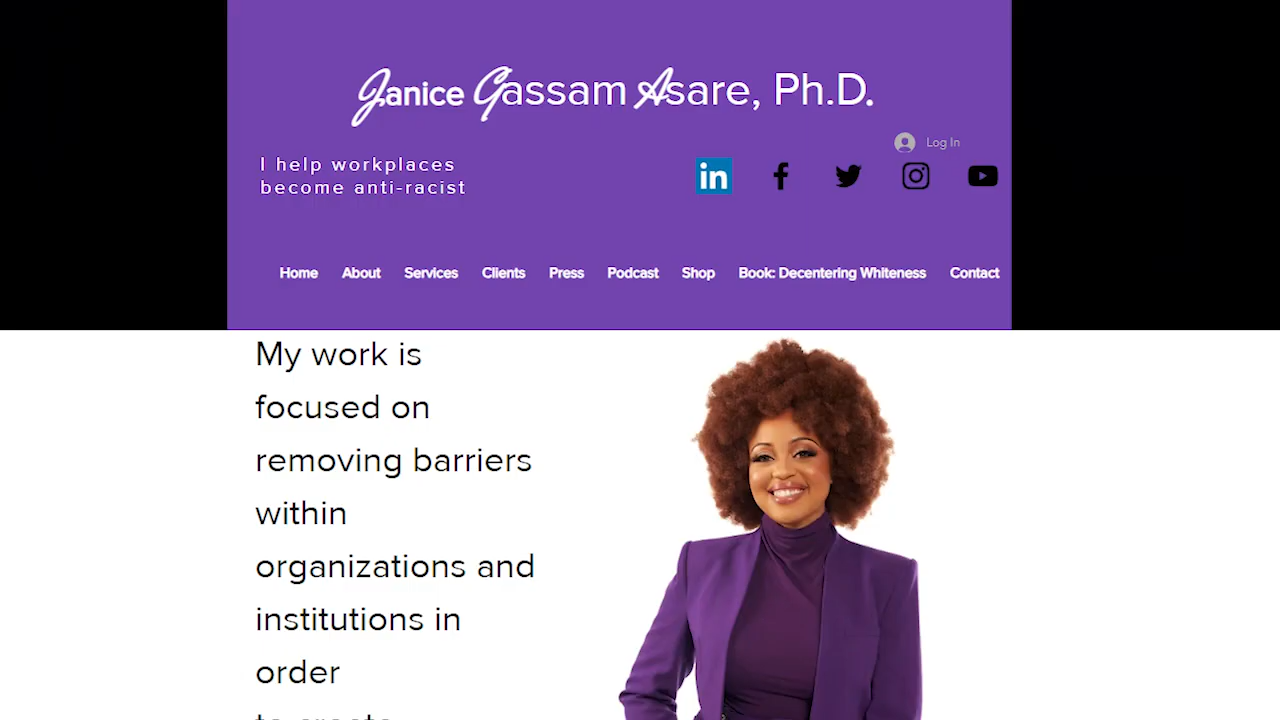 Janice Gassam Asare, Ph.D.
Log In
I help workplaces
become anti-racist
in
Home About Services Clients Press Podcast Shop Book: Decentering Whiteness Contact
My work is
focused on
removing barriers
within
organizations and
institutions in
order